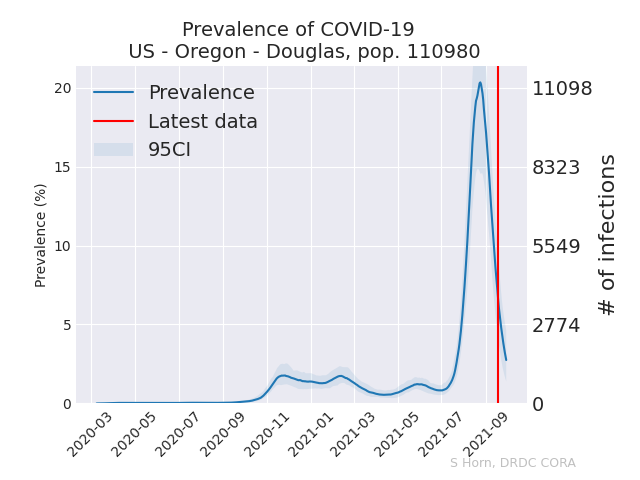 Prevalence of COVID-19
US - Oregon - Douglas, pop. 110980
Prevalence
Latest data
95CI
Prevalence (%)
20
15
10
5
0
11098
8323
5549
2774
0
# of infections
2020-03
2020-05
2020-07
2020-09
2020-11
2021-01
2021-03
2021-05
2021-07
2021-09
S Horn, DRDC CORA